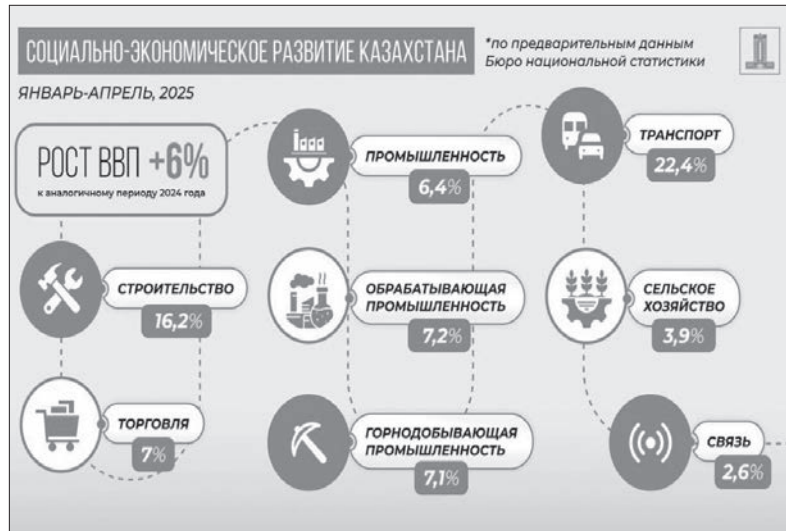 СОЦИАЛЬНО-ЭКОНОМИЧЕСКОЕ РАЗВИТИЕ КАЗАХСТАНА
*по предварительным данным
Бюро национальной статистики
ЯНВАРЬ-АПРЕЛЬ, 2025
РОСТ ВВП +6%
к аналогичному периоду 2024 года
ПРОМЫШЛЕННОСТЬ
6,4%
ТРАНСПОРТ
22,4%
СТРОИТЕЛЬСТВО
16,2%
ОБРАБАТЫВАЮЩАЯ
ПРОМЫШЛЕННОСТЬ
7,2%
СЕЛЬСКОЕ
ХОЗЯЙСТВО
3,9%
ТОРГОВЛЯ
7%
ГОРНОДОБЫВАЮЩАЯ
ПРОМЫШЛЕННОСТЬ
7,1%
СВЯЗЬ
2,6%